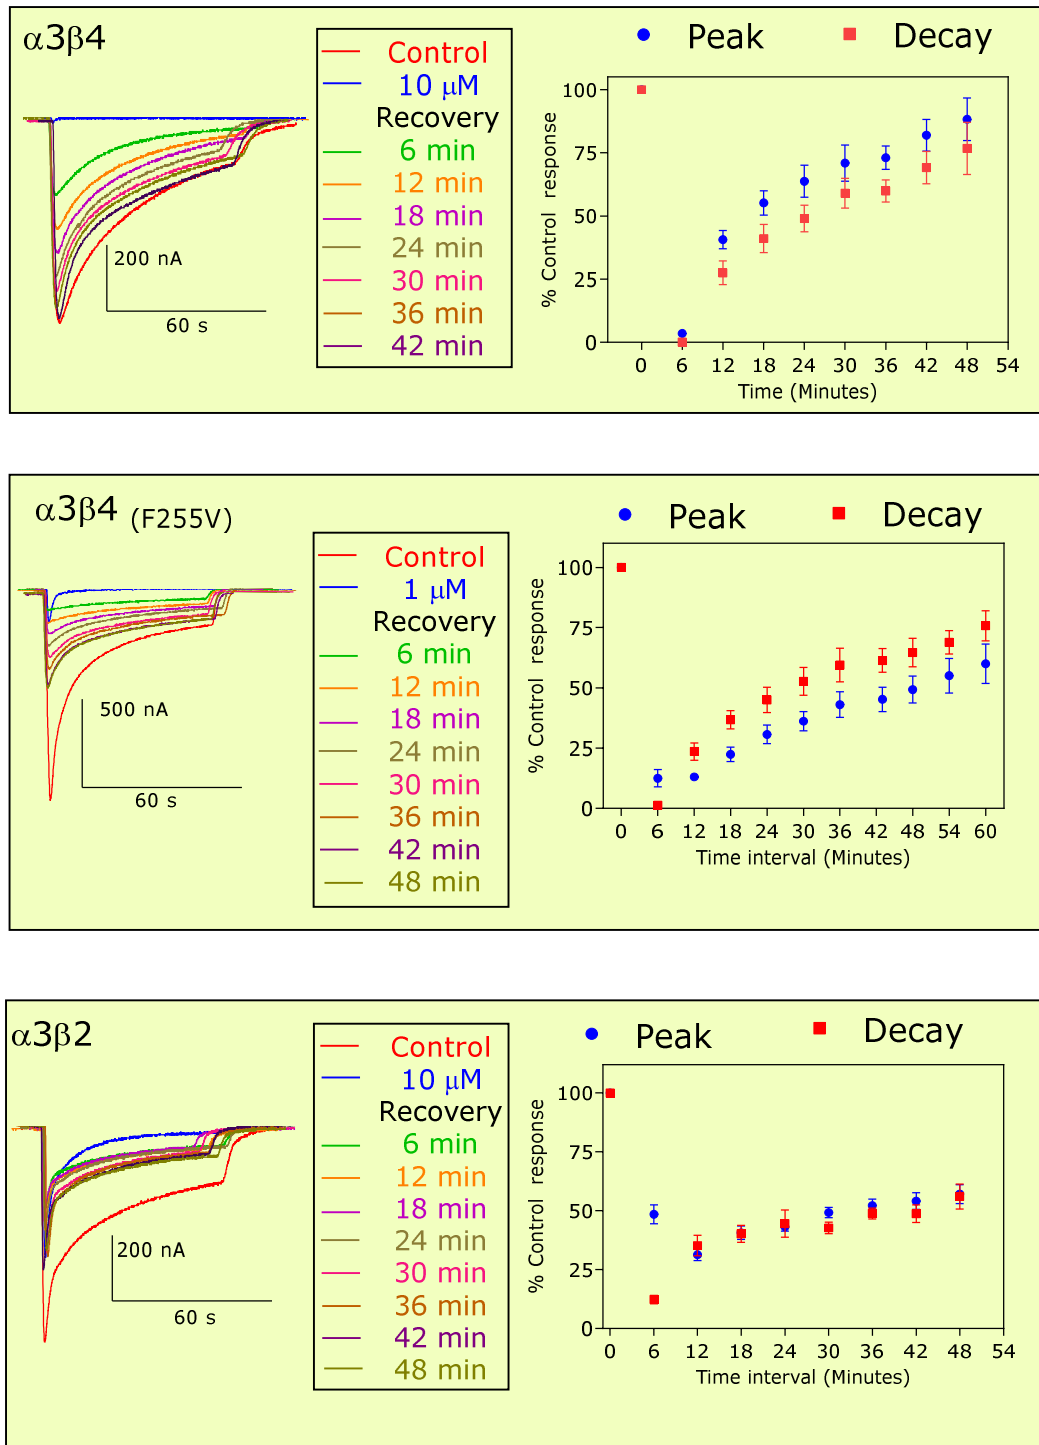 α3β4
Control
10 μM
Recovery
6 min
12 min
18 min
24 min
30 min
36 min
42 min
200 nA
60 s
Peak Decay
% Control response
100
75
50
25
0
0 6 12 18 24 30 36 42 48 54
Time (Minutes)
α3β4 (F255V)
Control
1 μM
Recovery
6 min
12 min
18 min
24 min
30 min
36 min
42 min
48 min
500 nA
60 s
Peak Decay
% Control response
100
75
50
25
0
0 6 12 18 24 30 36 42 48 54 60
Time interval (Minutes)
α3β2
Control
10 μM
Recovery
6 min
12 min
18 min
24 min
30 min
36 min
42 min
48 min
200 nA
60 s
Peak Decay
% Control response
100
75
50
25
0
0 6 12 18 24 30 36 42 48 54
Time interval (Minutes)